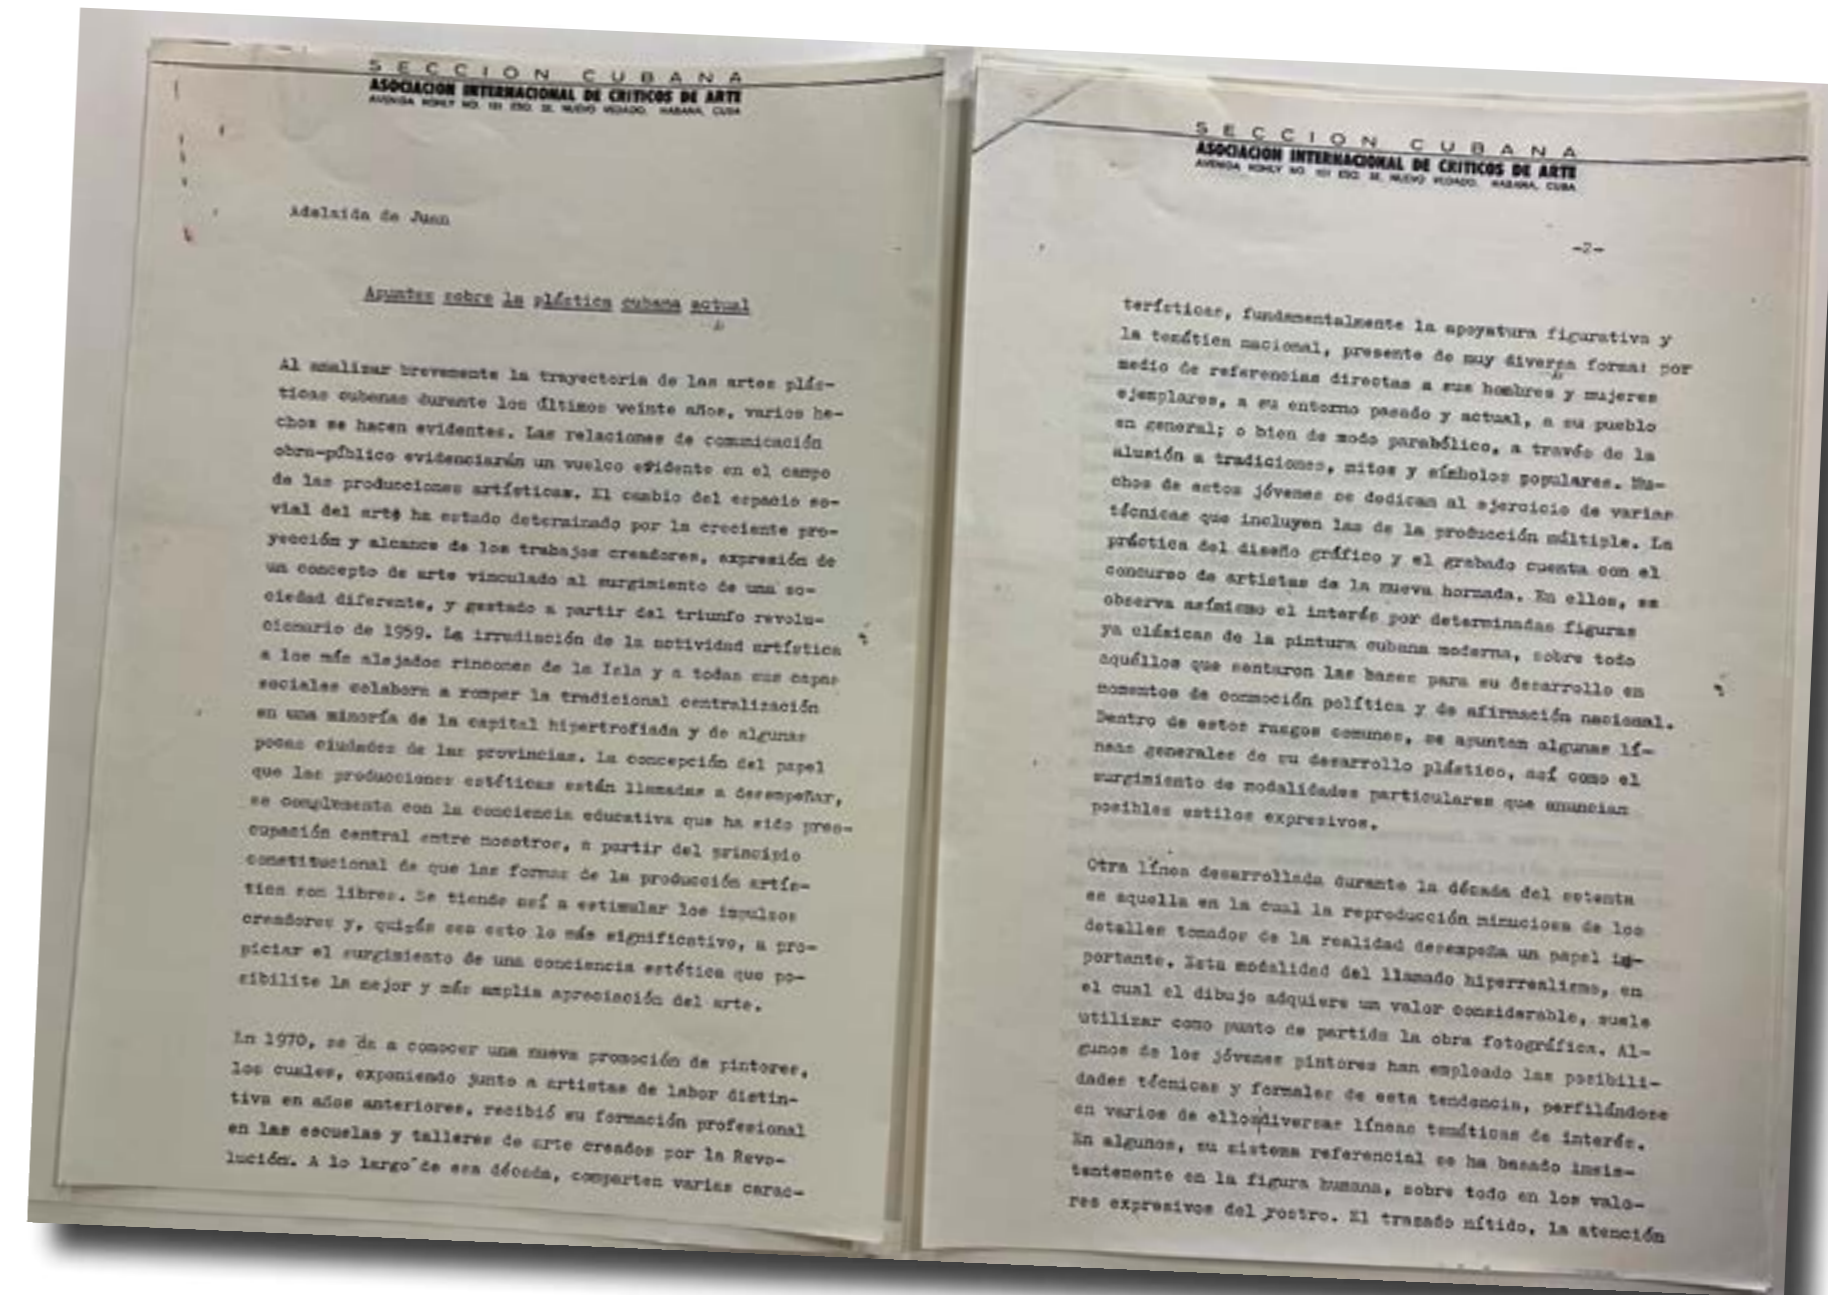 SECCION CUBANA
ASOCIACION INTERNACIONAL DE CRITICOS DE ARTE
AVENIDA KOHLY NO. 151 ESQ. 32, NUEVO VEDADO, HABANA, CUBA
Adelaida de Juan
Apuntes sobre la plástica cubana actual
Al analizar brevemente la trayectoria de las artes plás-
ticas cubanas durante los últimos veinte años, varios he-
chos se hacen evidentes. Las relaciones de comunicación
obra-público evidenciarán un vuelco evidente en el campo
de las producciones artísticas. El cambio del espacio so-
vial del arte ha estado determinado por la creciente pro-
yección y alcance de los trabajos creadores, expresión de
un concepto de arte vinculado al surgimiento de una so-
ciedad diferente, y gestado a partir del triunfo revolu-
cionario de 1959. La irradiación de la actividad artística
a los más alejados rincones de la Isla y a todas sus capas
sociales colabora a romper la tradicional centralización
en una minoría de la capital hipertrofiada y de algunas
pocas ciudades de las provincias. La concepción del papel
que las producciones estéticas están llamadas a desempeñar,
se complementa con la conciencia educativa que ha sido preo-
cupación central entre nosotros, a partir del principio
constitucional de que las formas de la producción artís-
tica son libres. Se tiende así a estimular los impulsos
creadores y, quizás sea esto lo más significativo, a pro-
piciar el surgimiento de una conciencia estética que po-
sibilite la mejor y más amplia apreciación del arte.
En 1970, se da a conocer una nueva promoción de pintores,
los cuales, exponiendo junto a artistas de labor distin-
tiva en años anteriores, recibió su formación profesional
en las escuelas y talleres de arte creados por la Revo-
lución. A lo largo de esa década, comparten varias carac-
SECCION CUBANA
ASOCIACION INTERNACIONAL DE CRITICOS DE ARTE
AVENIDA KOHLY NO. 151 ESQ. 32, NUEVO VEDADO, HABANA, CUBA
-2-
terísticas, fundamentalmente la apoyatura figurativa y
la temática nacional, presente de muy diversa forma: por
medio de referencias directas a sus hombres y mujeres
ejemplares, a su entorno pasado y actual, a su pueblo
en general; o bien de modo parabólico, a través de la
alusión a tradiciones, mitos y símbolos populares. Mu-
chos de estos jóvenes se dedican al ejercicio de varias
técnicas que incluyen las de la producción múltiple. La
práctica del diseño gráfico y el grabado cuenta con el
concurso de artistas de la nueva hornada. En ellos, se
observa asímismo el interés por determinadas figuras
ya clásicas de la pintura cubana moderna, sobre todo
aquéllos que sentaron las bases para su desarrollo en
momentos de conmoción política y de afirmación nacional.
Dentro de estos rasgos comunes, se apuntan algunas lí-
neas generales de su desarrollo plástico, así como el
surgimiento de modalidades particulares que anuncian
posibles estilos expresivos.
Otra línea desarrollada durante la década del setenta
es aquella en la cual la reproducción minuciosa de los
detalles tomados de la realidad desempeña un papel im-
portante. Esta modalidad del llamado hiperrealismo, en
el cual el dibujo adquiere un valor considerable, suele
utilizar como punto de partida la obra fotográfica. Al-
gunos de los jóvenes pintores han empleado las posibili-
dades técnicas y formales de esta tendencia, perfilándose
en varios de ellos diversas líneas temáticas de interés.
En algunos, su sistema referencial se ha basado insis-
tentemente en la figura humana, sobre todo en los valo-
res expresivos del rostro. El trazado nítido, la atención